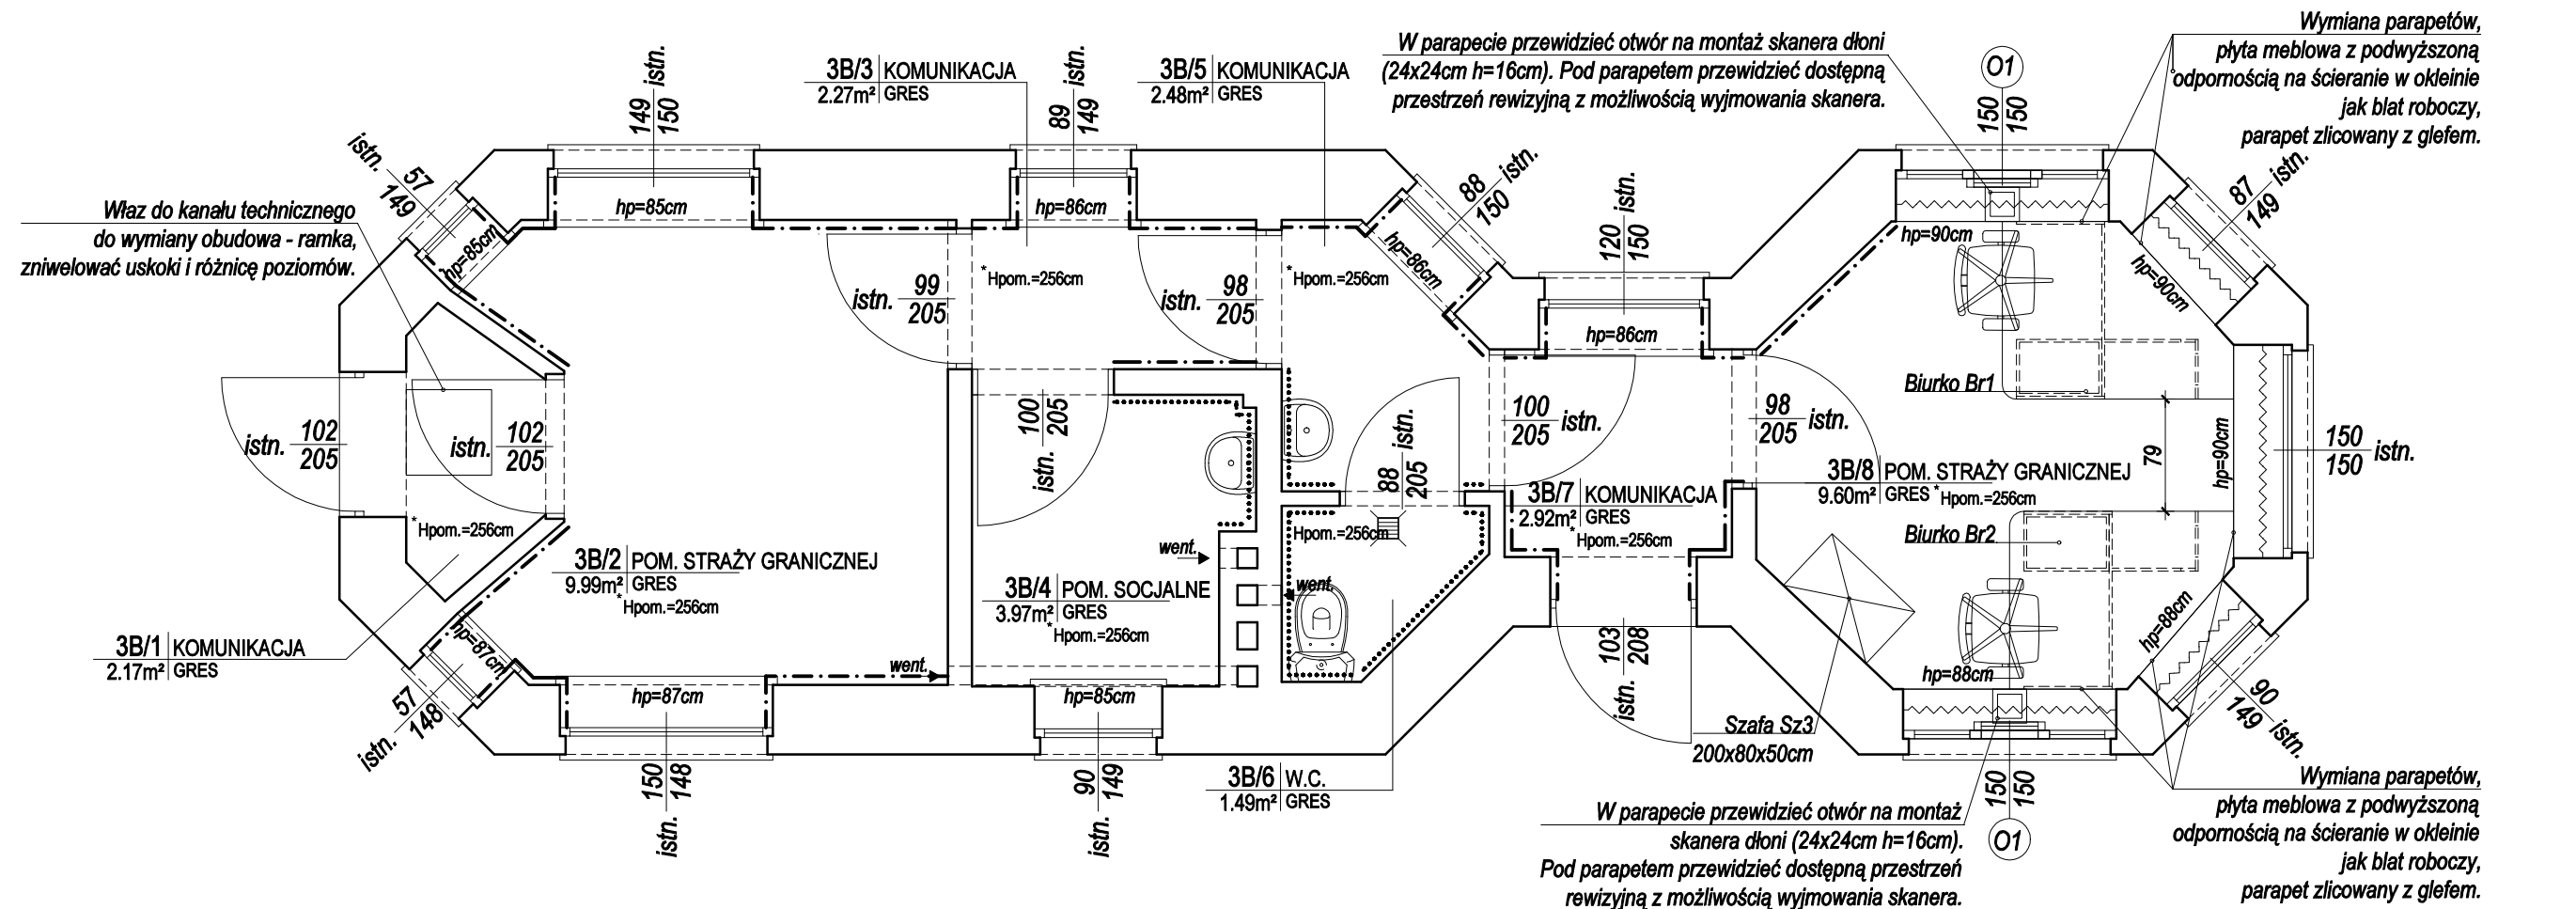 Wymiana parapetów,
płyta meblowa z podwyższoną
odpornością na ścieranie w okleinie
jak blat roboczy,
parapet zlicowany z glefem.
W parapecie przewidzieć otwór na montaż skanera dłoni
(24x24cm h=16cm). Pod parapetem przewidzieć dostępną
przestrzeń rewizyjną z możliwością wyjmowania skanera.
O1
150
150
3B/3 KOMUNIKACJA
2.27m² GRES
3B/5 KOMUNIKACJA
2.48m² GRES
149
150
istn.
89
149
istn.
istn.
57
149
88
150
istn.
120
150
istn.
87
149
istn.
Właz do kanału technicznego
do wymiany obudowa - ramka,
zniwelować uskoki i różnicę poziomów.
hp=85cm
hp=85cm
hp=86cm
hp=86cm
hp=86cm
hp=90cm
hp=90cm
istn. 99
205
*Hpom.=256cm
istn. 98
205
*Hpom.=256cm
istn. 102
205
istn. 102
205
100
205
istn.
88
205
istn.
100
205 istn.
98
205 istn.
Biurko Br1
79
hp=90cm
150
150 istn.
3B/8 POM. STRAŻY GRANICZNEJ
9.60m² GRES *Hpom.=256cm
3B/7 KOMUNIKACJA
2.92m² GRES
*Hpom.=256cm
Biurko Br2
*Hpom.=256cm
Hpom.=256cm
went.
went.
went.
3B/2 POM. STRAŻY GRANICZNEJ
9.99m² GRES
*Hpom.=256cm
3B/4 POM. SOCJALNE
3.97m² GRES
*Hpom.=256cm
3B/1 KOMUNIKACJA
2.17m² GRES
hp=87cm
hp=87cm
hp=85cm
hp=88cm
hp=88cm
57
148
istn.
150
148
istn.
90
149
istn.
103
208
istn.
90
149
istn.
Szafa Sz3
200x80x50cm
3B/6 W.C.
1.49m² GRES
150
150
O1
W parapecie przewidzieć otwór na montaż
skanera dłoni (24x24cm h=16cm).
Pod parapetem przewidzieć dostępną przestrzeń
rewizyjną z możliwością wyjmowania skanera.
Wymiana parapetów,
płyta meblowa z podwyższoną
odpornością na ścieranie w okleinie
jak blat roboczy,
parapet zlicowany z glefem.